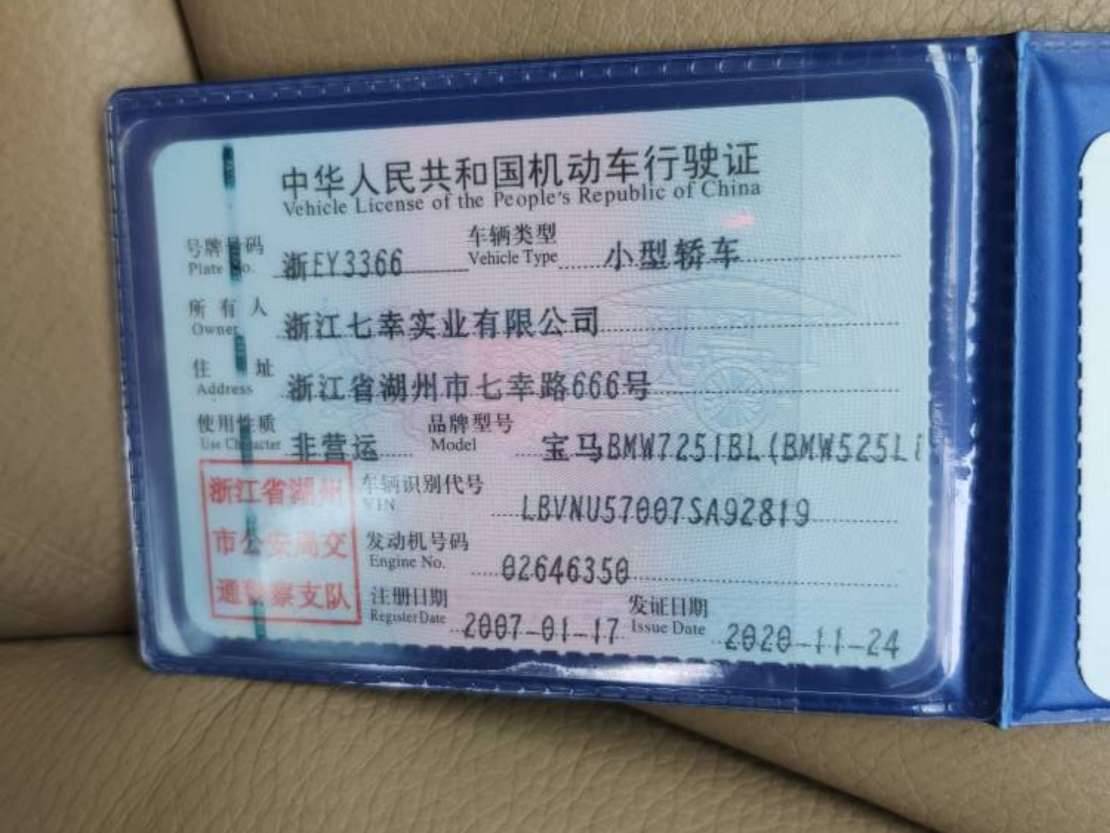 中华人民共和国机动车行驶证
Vehicle License of the People's Republic of China
号牌号码 浙EY3366 车辆类型 小型轿车
Plate No. Vehicle Type
所有人 浙江七幸实业有限公司
Owner
住址 浙江省湖州市七幸路666号
Address
使用性质 非营运 品牌型号 宝马BMW7251BL(BMW525Li
Use Character Model
浙江省湖州
市公安局交
通警察支队
车辆识别代号 LBVNU57007SA92819
VIN
发动机号码 02646350
Engine No.
注册日期 2007-01-17 发证日期 2020-11-24
Register Date Issue Date